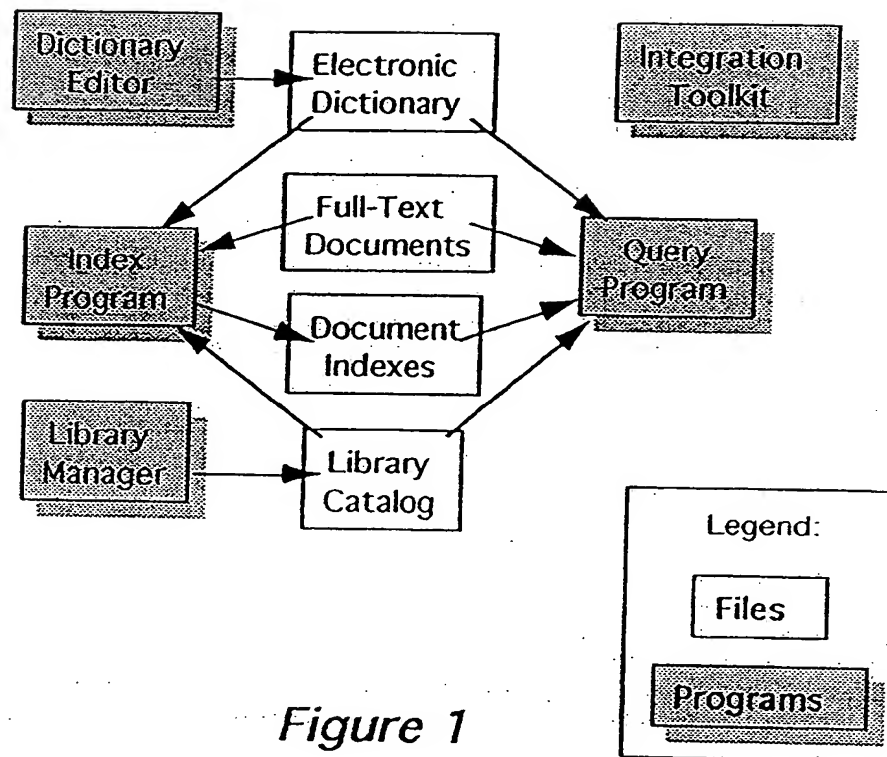 Dictionary
Editor
Electronic
Dictionary
Integration
Toolkit
Full-Text
Documents
Index
Program
Query
Program
Document
Indexes
Library
Manager
Library
Catalog
Legend:
Files
Programs
Figure 1